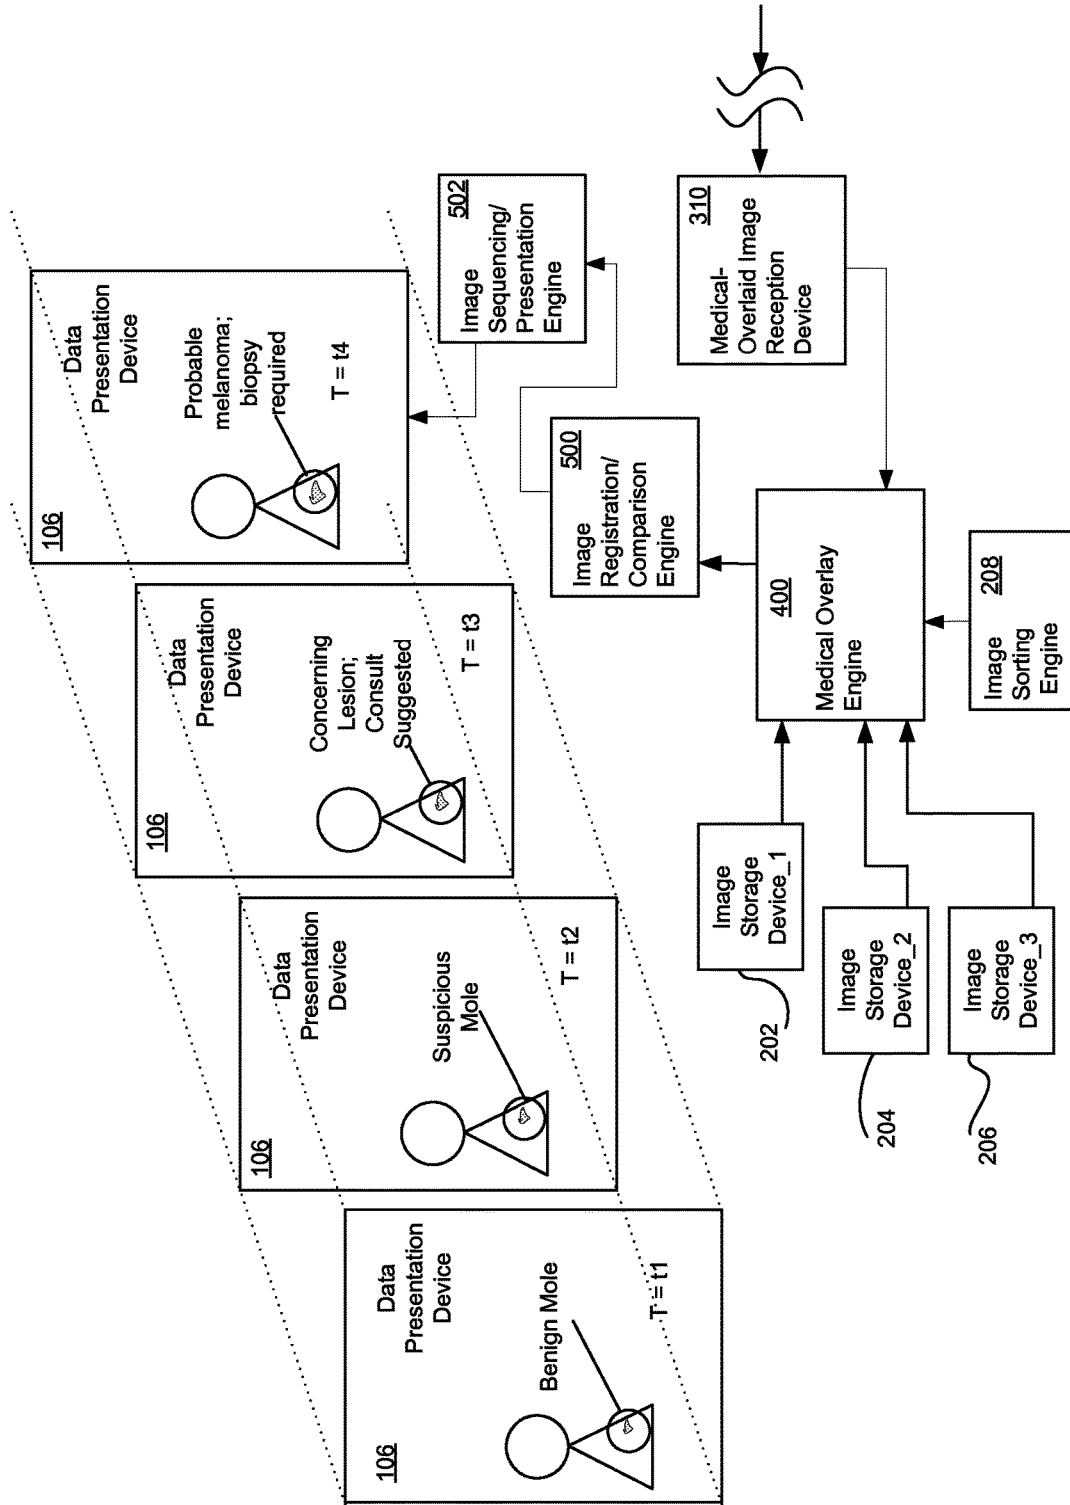 106
Data
Presentation
Device
Benign Mole
T = t1
106
Data
Presentation
Device
Suspicious
Mole
T = t2
106
Data
Presentation
Device
Concerning
Lesion;
Consult
Suggested
T = t3
106
Data
Presentation
Device
Probable
melanoma;
biopsy
required
T = t4
202
Image
Storage
Device_1
204
Image
Storage
Device_2
206
Image
Storage
Device_3
400
Medical Overlay
Engine
208
Image
Sorting
Engine
500
Image
Registration/
Comparison
Engine
502
Image
Sequencing/
Presentation
Engine
310
Medical-
Overlaid Image
Reception
Device